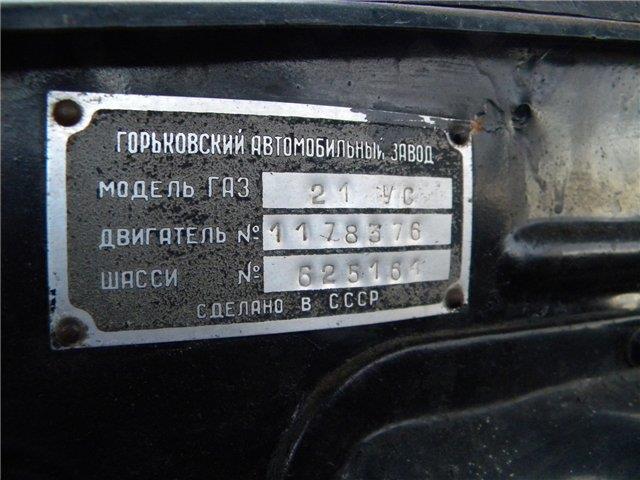 ГОРЬКОВСКИЙ АВТОМОБИЛЬНЫЙ ЗАВОД
МОДЕЛЬ ГАЗ 21 УС
ДВИГАТЕЛЬ № 1178376
ШАССИ № 625161
СДЕЛАНО В СССР